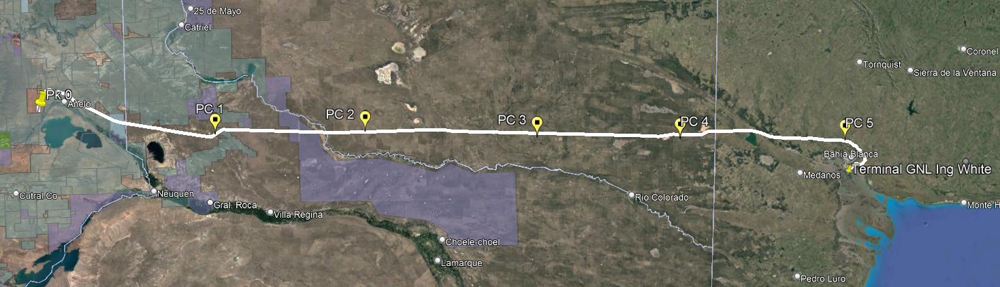 25 de Mayo
Catriel
Coronel
Tornquist
Sierra de la Ventana
Pk 0
Añelo
PC 1
PC 2
PC 3
PC 4
PC 5
Bahía Blanca
Terminal GNL Ing White
Medanos
Cutral Co
Neuquén
Gral. Roca
Villa Regina
Río Colorado
Monte H
Choele choel
Lamarque
Pedro Luro